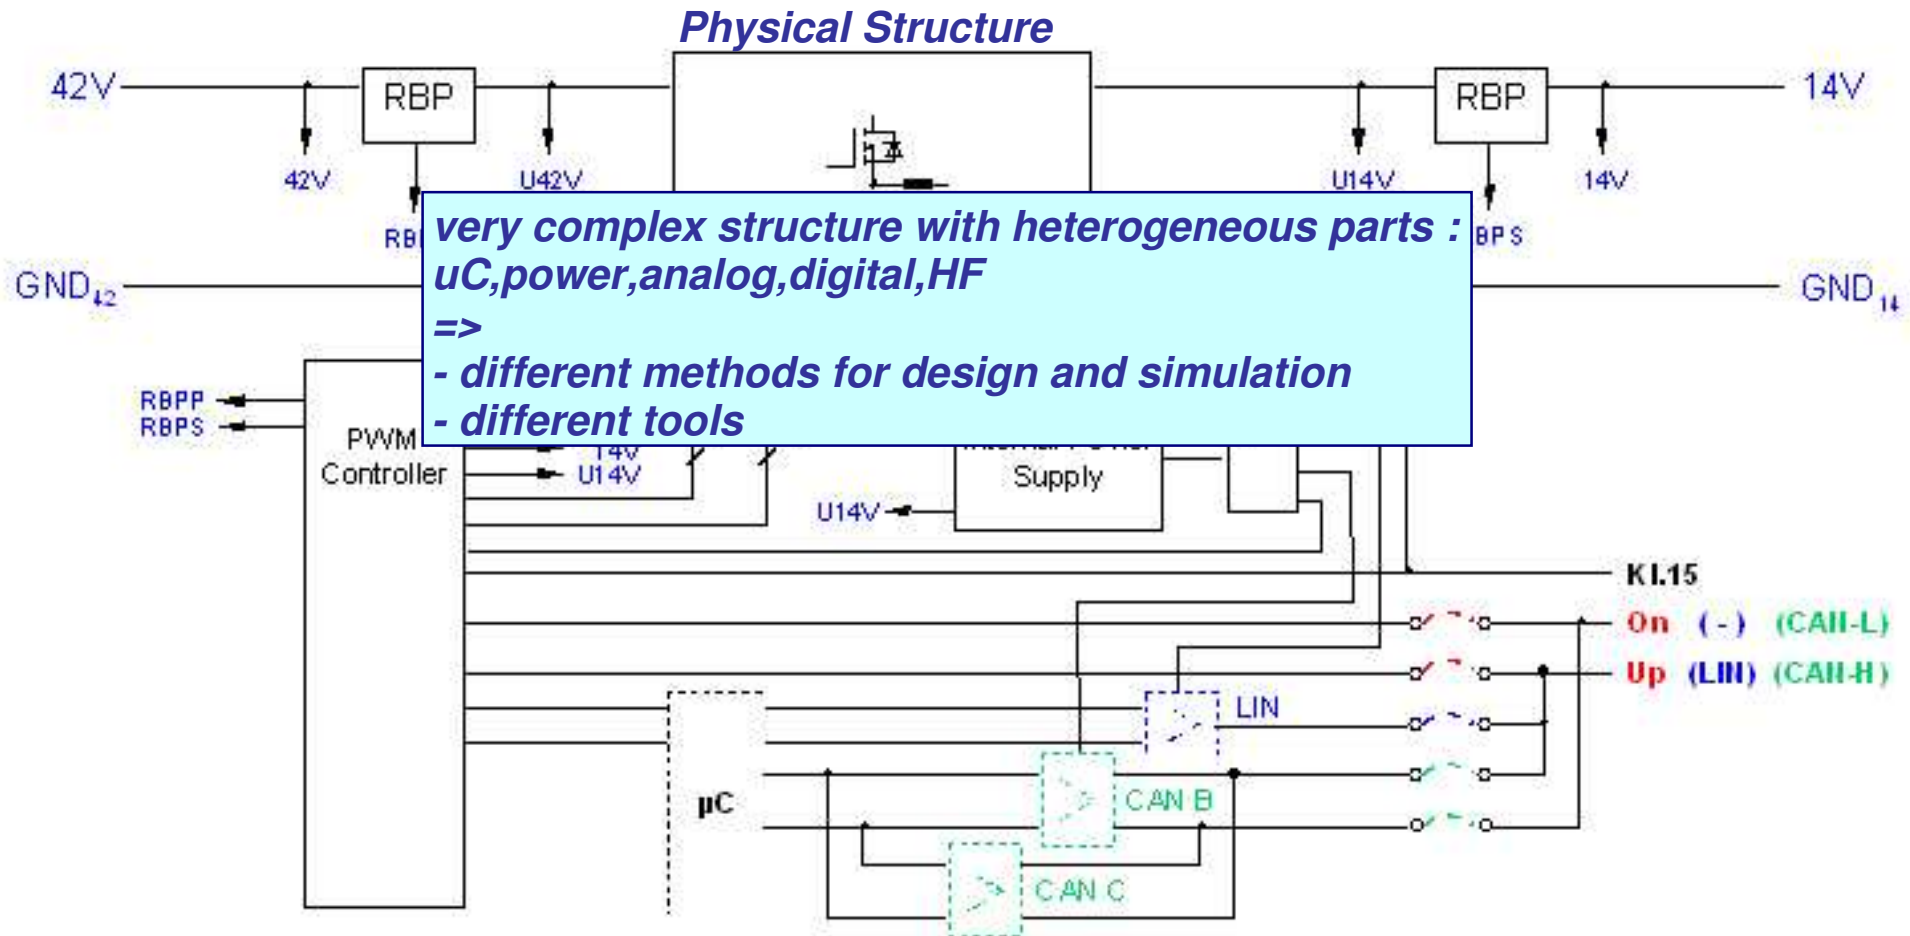 Physical Structure
42V
RBP
RBP
14V
42V
U42V
U14V
14V
very complex structure with heterogeneous parts :
BPS
uC,power,analog,digital,HF
GND42
GND14
=>
- different methods for design and simulation
- different tools
RBPP
RBPS
PWM
Controller
14V
U14V
Supply
U14V
Kl.15
On (-) (CAN-L)
Up (LIN) (CAN-H)
LIN
µC
CAN B
CAN C